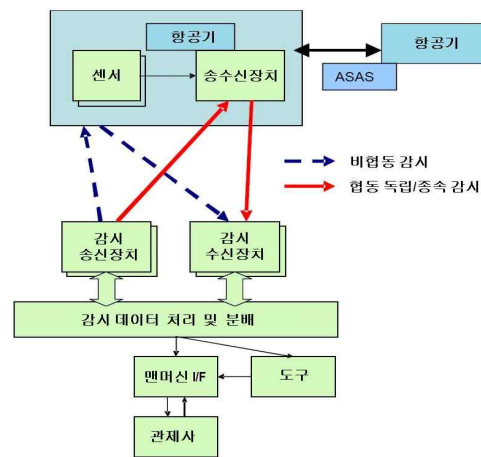 항공기
항공기
센서
송수신장치
ASAS
비협동 감시
협동 독립/종속 감시
감시
송신장치
감시
수신장치
감시 데이터 처리 및 분배
맨머신 I/F
도구
관제사